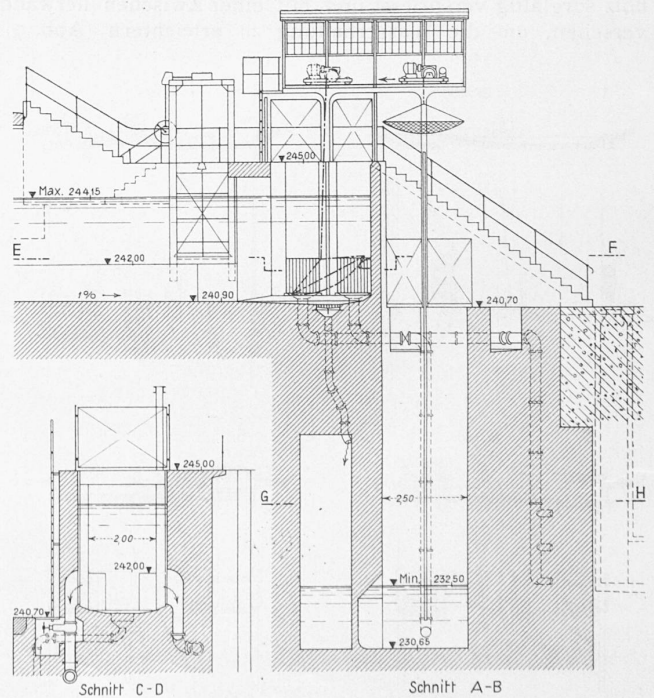 245,00
Max. 244,15
E
F
242,00
1%
240,90
240,70
245,00
G
H
2,50
2,00
242,00
Min. 232,50
240,70
230,65
Schnitt C-D
Schnitt A-B